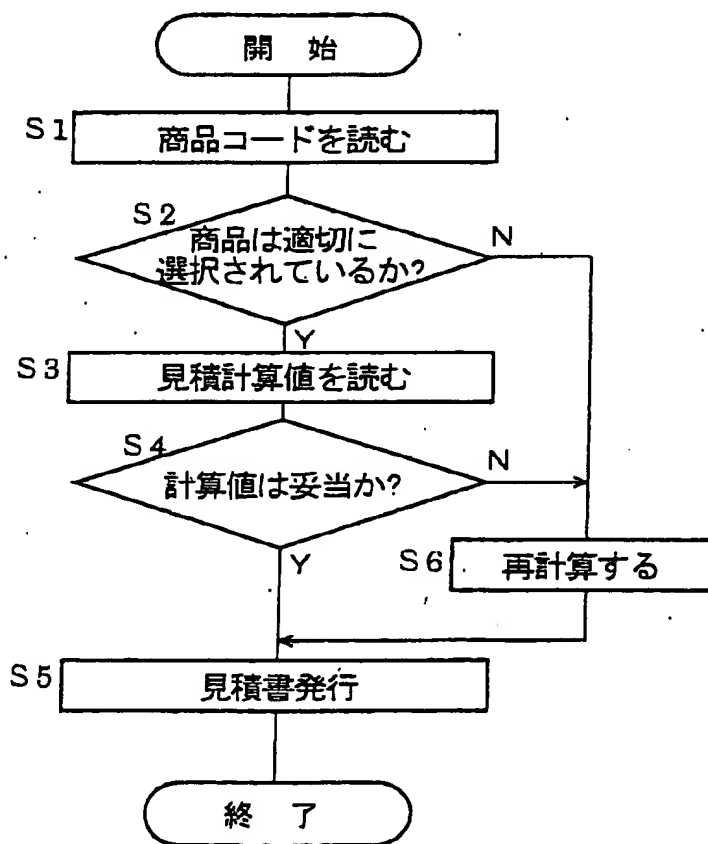 開 始
S1
商品コードを読む
S2
商品は適切に
選択されているか?
N
Y
S3
見積計算値を読む
S4
計算値は妥当か?
N
Y
S6
再計算する
S5
見積書発行
終 了